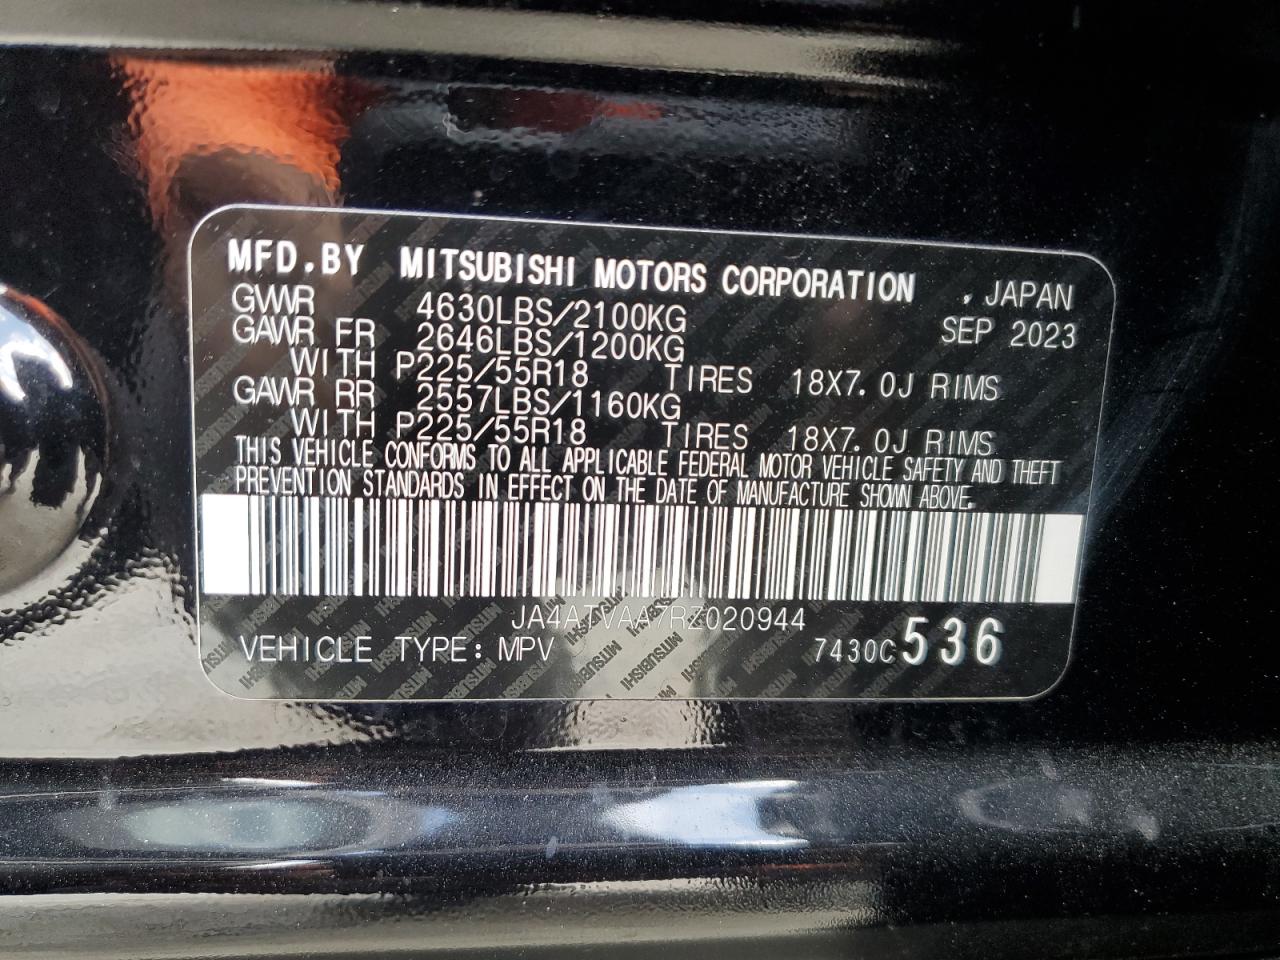 MFD.BY MITSUBISHI MOTORS CORPORATION , JAPAN
GVWR 4630LBS/2100KG SEP 2023
GAWR FR 2646LBS/1200KG
WITH P225/55R18 TIRES 18X7.0J RIMS
GAWR RR 2557LBS/1160KG
WITH P225/55R18 TIRES 18X7.0J RIMS
THIS VEHICLE CONFORMS TO ALL APPLICABLE FEDERAL MOTOR VEHICLE SAFETY AND THEFT
PREVENTION STANDARDS IN EFFECT ON THE DATE OF MANUFACTURE SHOWN ABOVE.
JA4ATVAA7RZ020944
VEHICLE TYPE: MPV 7430C 536